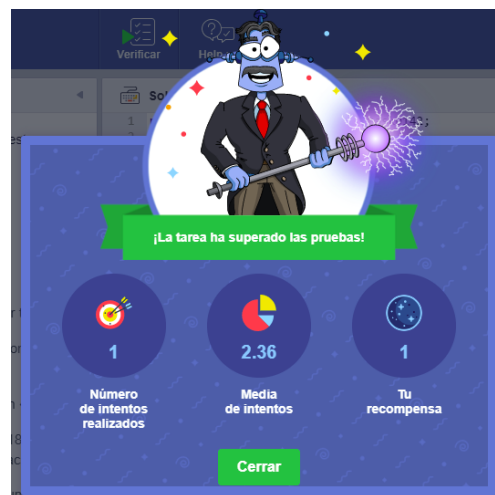 Verificar
Help
1
¡La tarea ha superado las pruebas!
1
2.36
1
Número
de intentos
realizados
Media
de intentos
Tu
recompensa
Cerrar